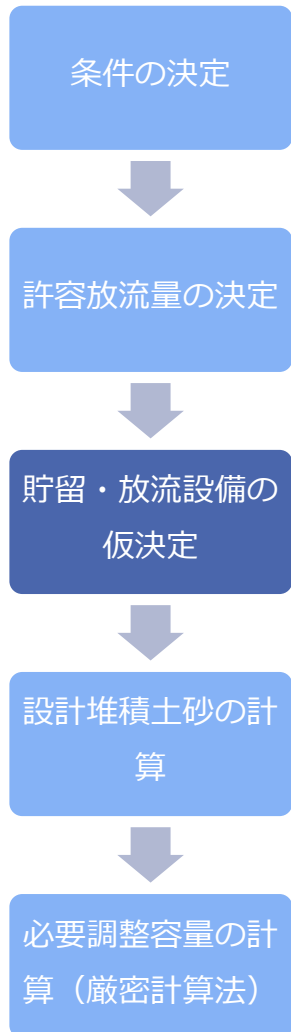 条件の決定
許容放流量の決定
貯留・放流設備の
仮決定
設計堆積土砂の計
算
必要調整容量の計
算（厳密計算法）